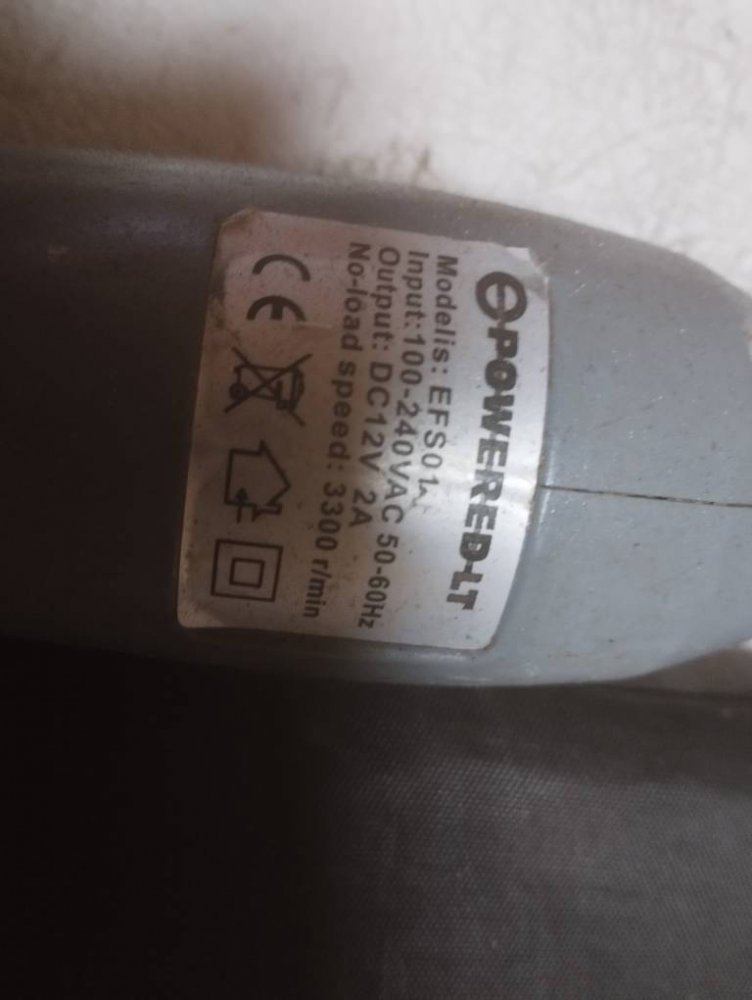 POWERED-LT
Modelis: EFS01
Input:100-240VAC 50-60Hz
Output: DC12V 2A
No-load speed: 3300 r/min
CE